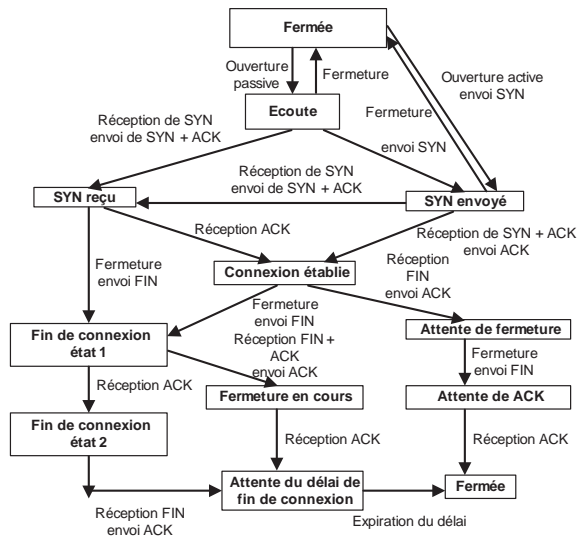 Fermée
Ouverture
passive
Fermeture
Ouverture active
envoi SYN
Fermeture
Ecoute
Réception de SYN
envoi de SYN + ACK
envoi SYN
Réception de SYN
envoi de SYN + ACK
SYN reçu
SYN envoyé
Réception ACK
Réception de SYN + ACK
envoi ACK
Fermeture
envoi FIN
Connexion établie
Réception
FIN
envoi ACK
Fermeture
envoi FIN
Réception FIN +
ACK
envoi ACK
Fin de connexion
état 1
Attente de fermeture
Fermeture
envoi FIN
Réception ACK
Fermeture en cours
Attente de ACK
Fin de connexion
état 2
Réception ACK
Réception ACK
Attente du délai de
fin de connexion
Fermée
Réception FIN
envoi ACK
Expiration du délai